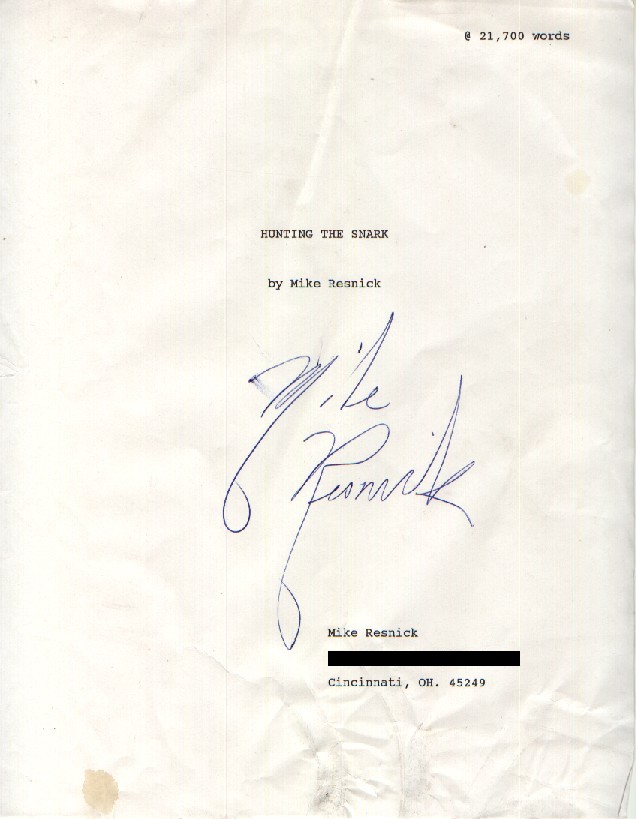 @ 21,700 words
HUNTING THE SNARK
by Mike Resnick
Mike
Resnick
Mike Resnick
Cincinnati, OH. 45249